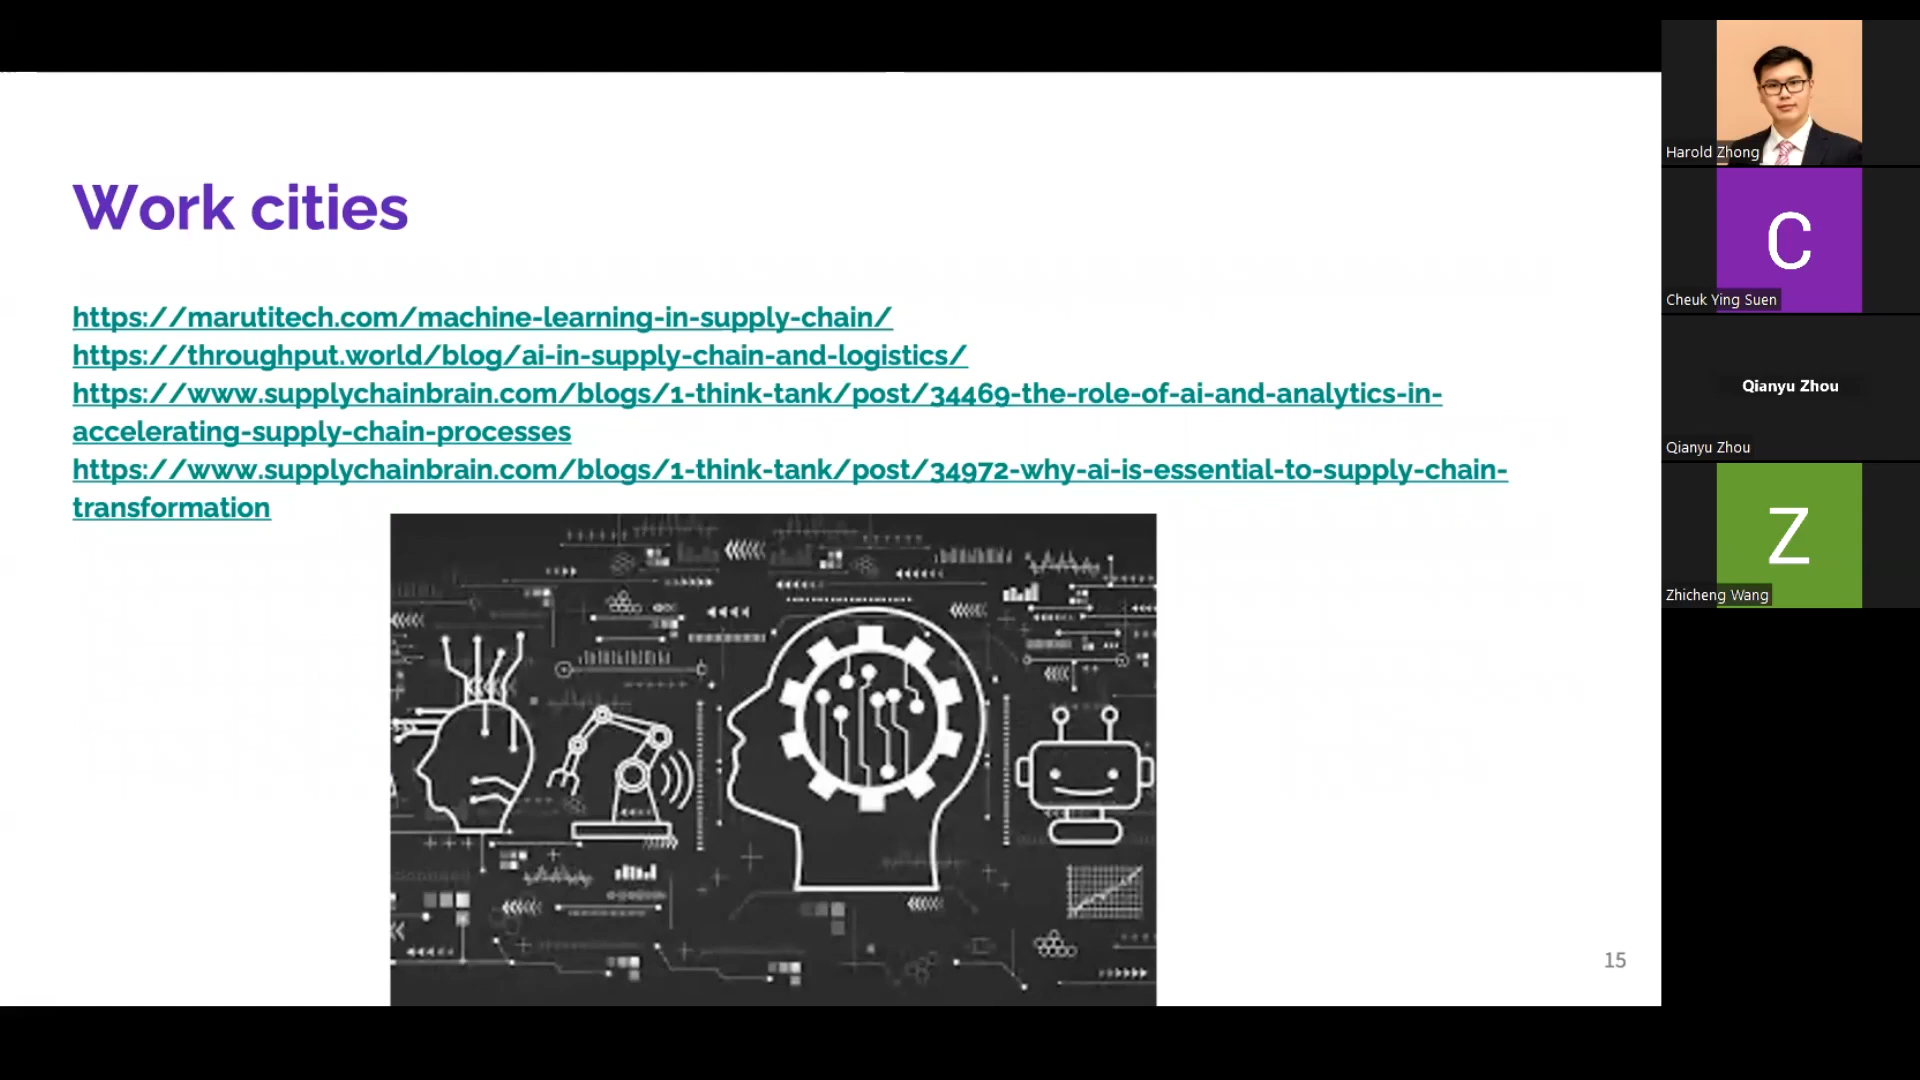 Work cities
https://marutitech.com/machine-learning-in-supply-chain/
https://throughput.world/blog/ai-in-supply-chain-and-logistics/
https://www.supplychainbrain.com/blogs/1-think-tank/post/34469-the-role-of-ai-and-analytics-in-
accelerating-supply-chain-processes
https://www.supplychainbrain.com/blogs/1-think-tank/post/34972-why-ai-is-essential-to-supply-chain-
transformation
15
Harold Zhong
C
Cheuk Ying Suen
Qianyu Zhou
Qianyu Zhou
Z
Zhicheng Wang